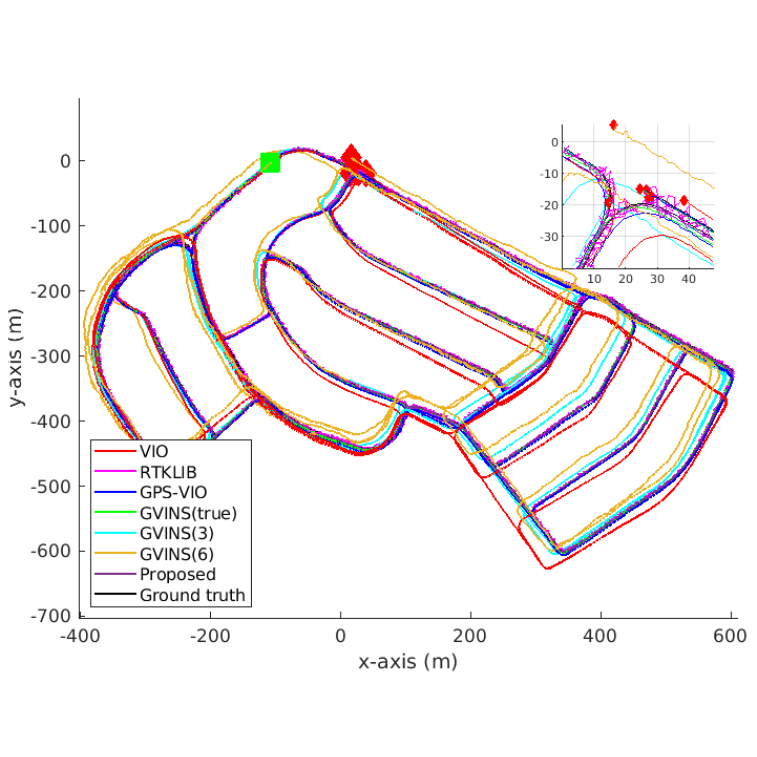 0
-100
-200
-300
-400
-500
-600
-700
y-axis (m)
-400
-200
0
200
400
600
x-axis (m)
0
-10
-20
-30
10
20
30
40
VIO
RTKLIB
GPS-VIO
GVINS(true)
GVINS(3)
GVINS(6)
Proposed
Ground truth